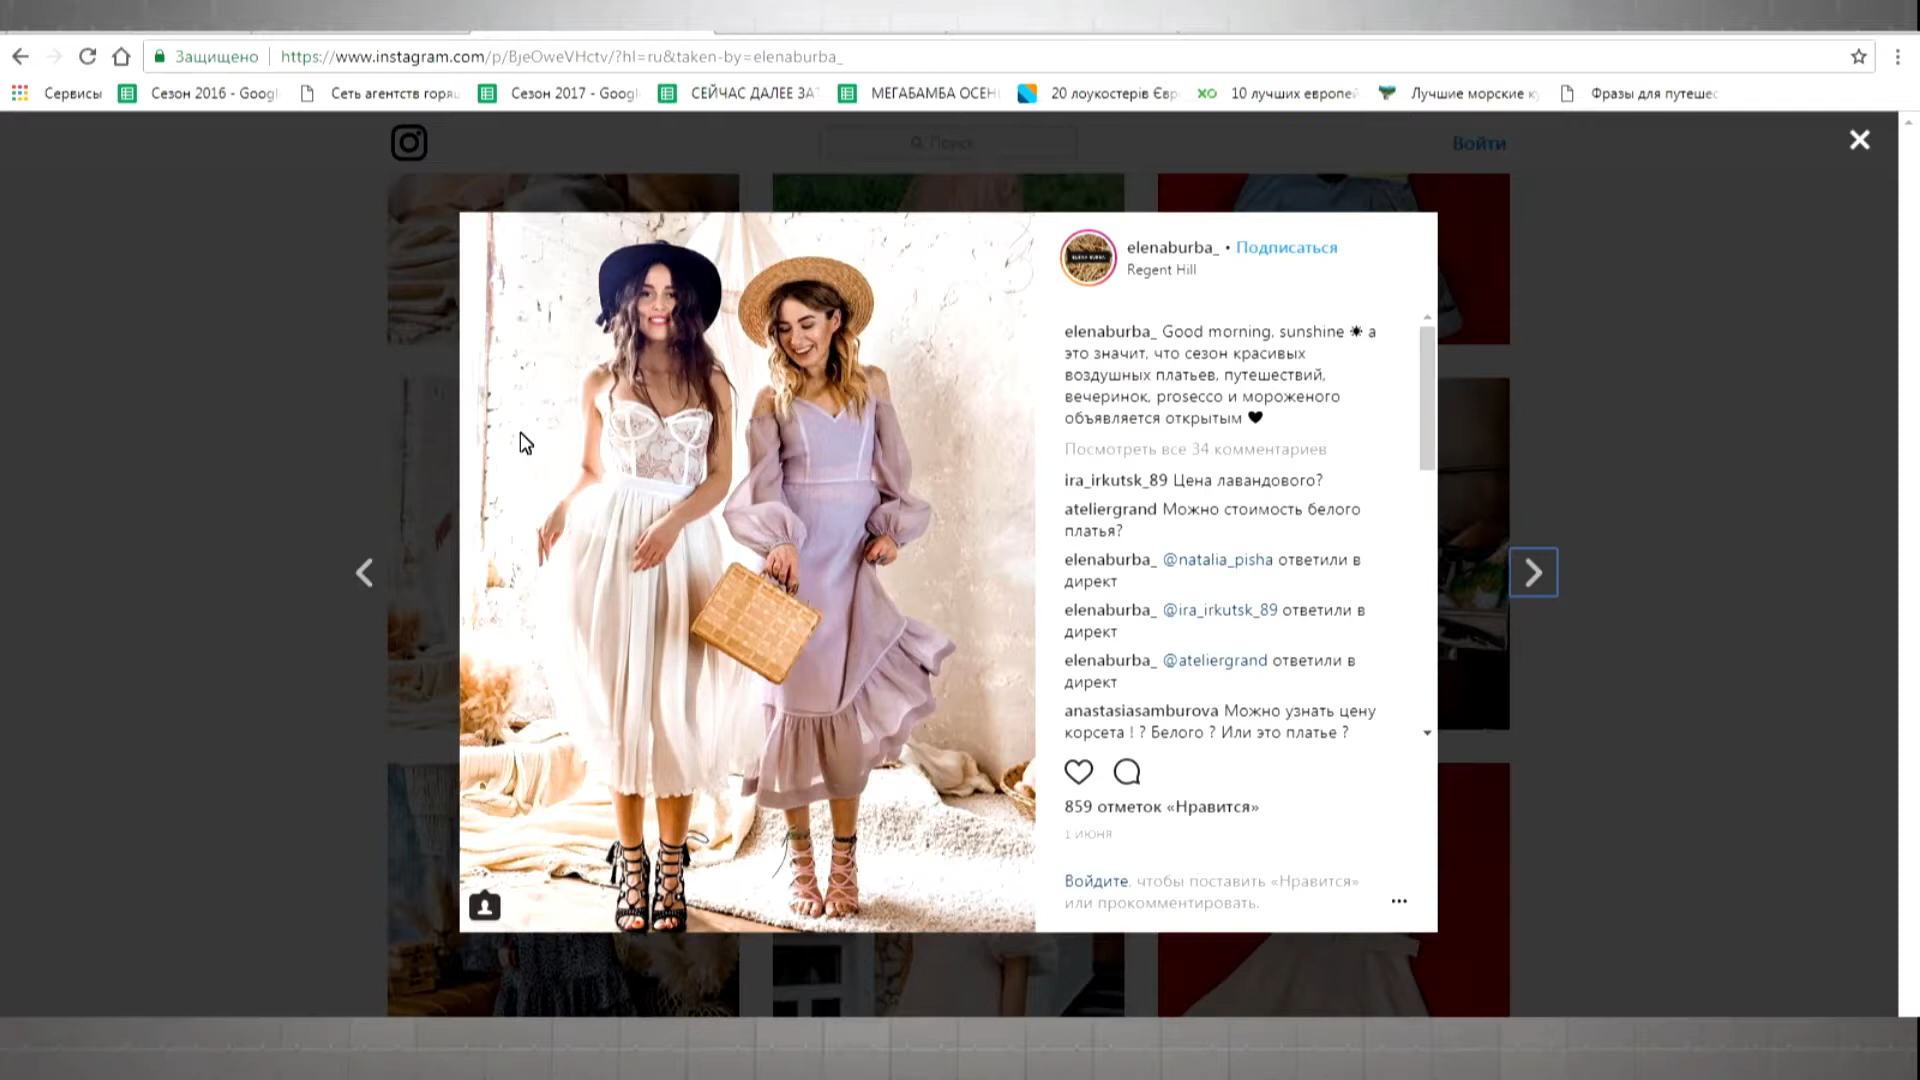 Защищено
https://www.instagram.com/p/BjeOweVHctv/?hl=ru&taken-by=elenaburba_
Сервисы
Сезон 2016 - Googl
Сеть агентств горя
Сезон 2017 - Googl
СЕЙЧАС ДАЛЕЕ ЗА
МЕГАБАМБА ОСЕН
20 лоукостерів Євр
XO 10 лучших европе
Лучшие морские к
Фразы для путешес
Поиск
Войти
elenaburba_ • Подписаться
Regent Hill
elenaburba_ Good morning, sunshine ☀ а
это значит, что сезон красивых
воздушных платьев, путешествий,
вечеринок, prosecco и мороженого
объявляется открытым ♥
Посмотреть все 34 комментариев
ira_irkutsk_89 Цена лавандового?
ateliergrand Можно стоимость белого
платья?
elenaburba_ @natalia_pisha ответили в
директ
elenaburba_ @ira_irkutsk_89 ответили в
директ
elenaburba_ @ateliergrand ответили в
директ
anastasiasamburova Можно узнать цену
корсета ! ? Белого ? Или это платье ?
859 отметок «Нравится»
1 ИЮНЯ
Войдите, чтобы поставить «Нравится»
или прокомментировать.